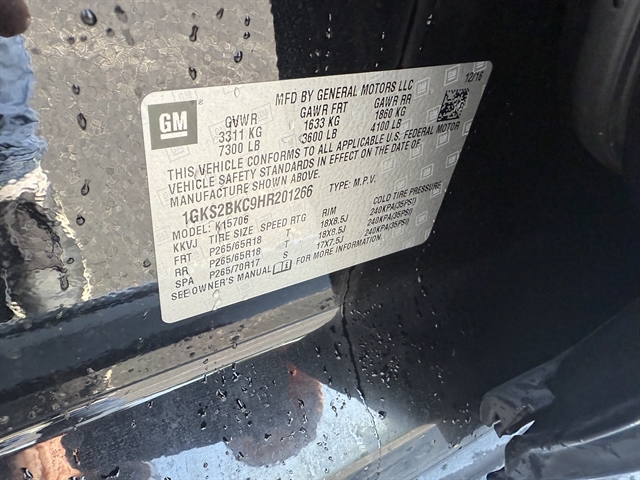 GM
MFD BY GENERAL MOTORS LLC 12/16
GVWR GAWR FRT GAWR RR
3311 KG 1633 KG 1860 KG
7300 LB 3600 LB 4100 LB
THIS VEHICLE CONFORMS TO ALL APPLICABLE U.S. FEDERAL MOTOR
VEHICLE SAFETY STANDARDS IN EFFECT ON THE DATE OF
MANUFACTURE SHOWN ABOVE.
1GKS2BKC9HR201266 TYPE: M.P.V.
MODEL: K15706
KKVJ TIRE SIZE SPEED RTG RIM COLD TIRE PRESSURE
FRT P265/65R18 T 18X8.5J 240KPA(35PSI)
RR P265/65R18 T 18X8.5J 240KPA(35PSI)
SPA P265/70R17 S 17X7.5J 240KPA(35PSI)
SEE OWNER'S MANUAL FOR MORE INFORMATION.